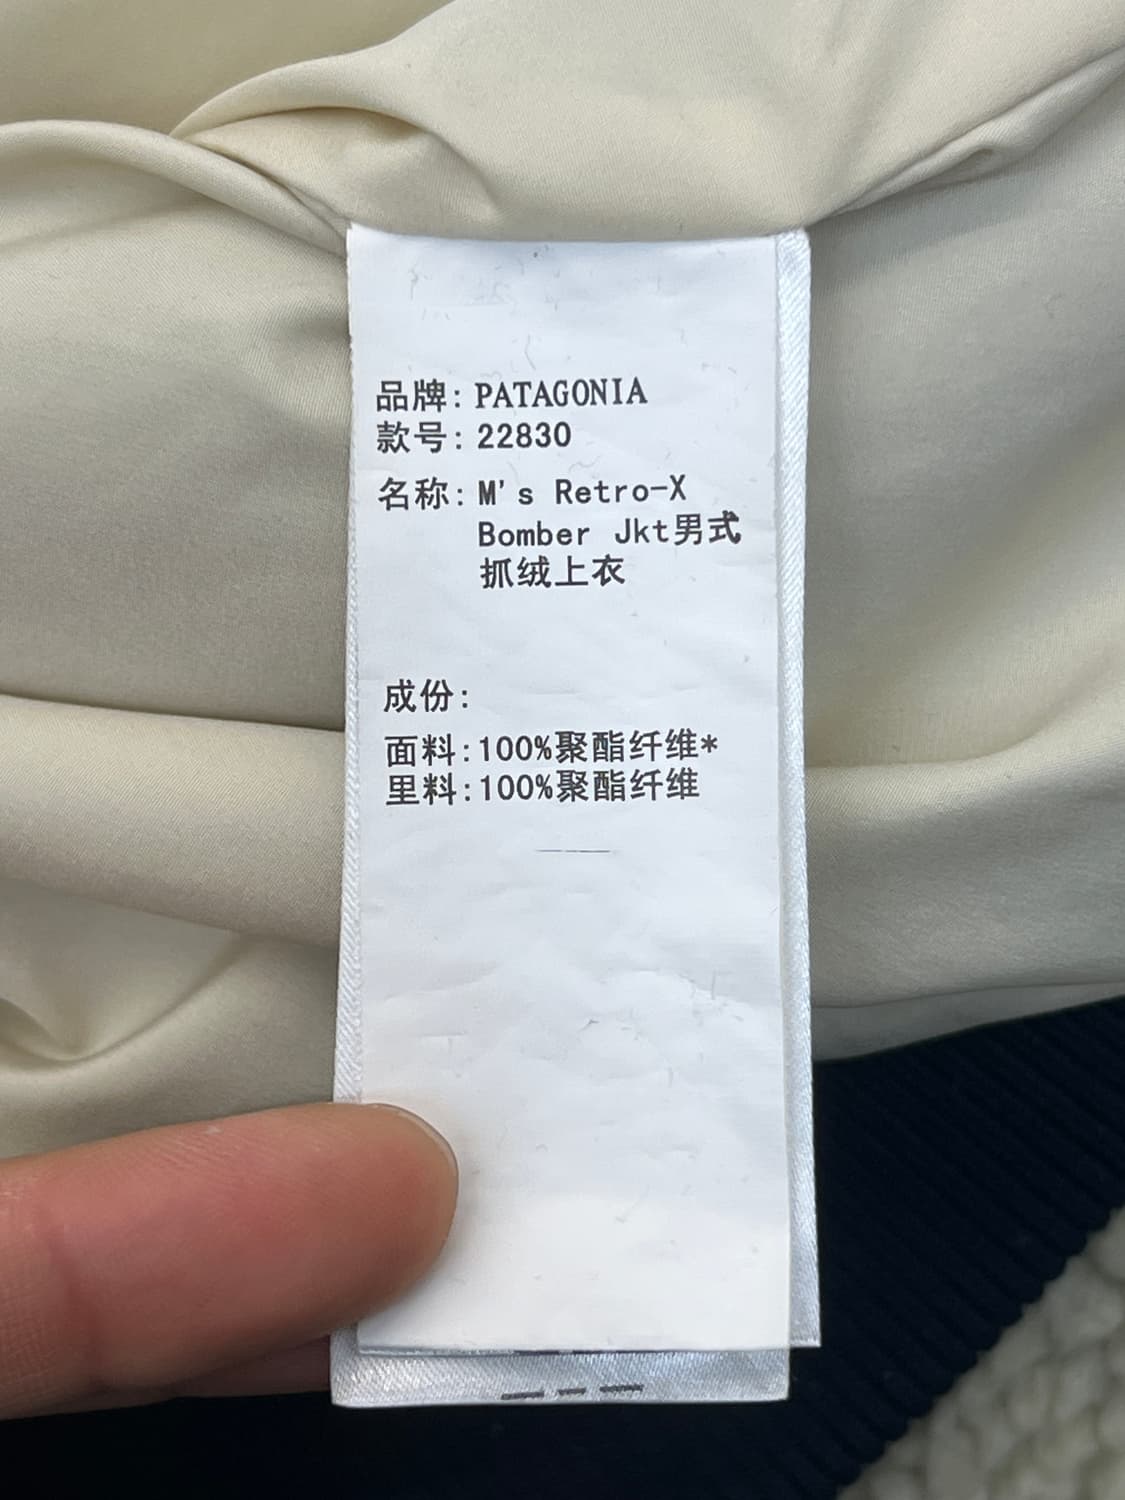 品牌: PATAGONIA
款号: 22830
名称: M's Retro-X
Bomber Jkt男式
抓绒上衣
成份:
面料:100%聚酯纤维*
里料:100%聚酯纤维